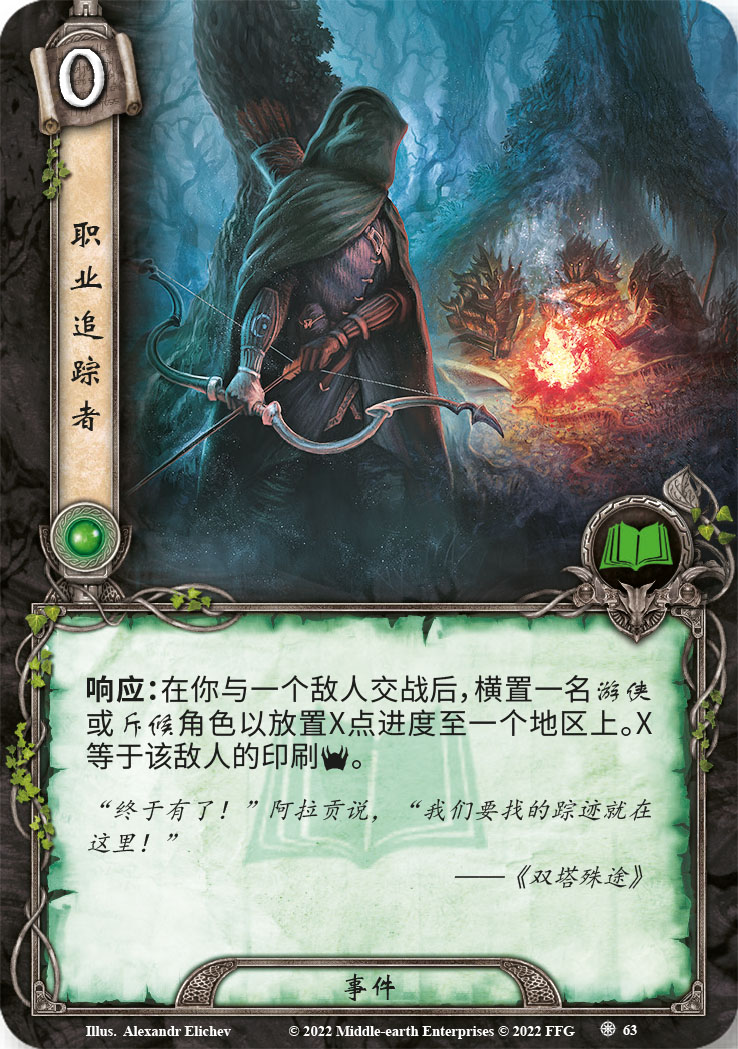 0
职业追踪者
响应：在你与一个敌人交战后，横置一名游侠
或斥候角色以放置X点进度至一个地区上。X
等于该敌人的印刷。
“终于有了！”阿拉贡说，“我们要找的踪迹就在
这里！”
——《双塔殊途》
事件
Illus. Alexandr Elichev © 2022 Middle-earth Enterprises © 2022 FFG 63